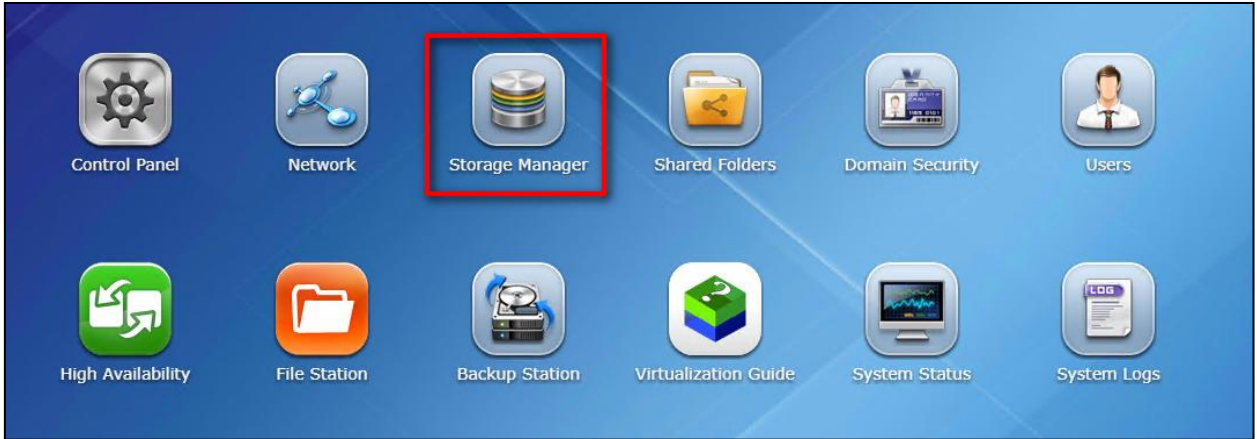 Control Panel
Network
Storage Manager
Shared Folders
Domain Security
Users
LOG
High Availability
File Station
Backup Station
Virtualization Guide
System Status
System Logs